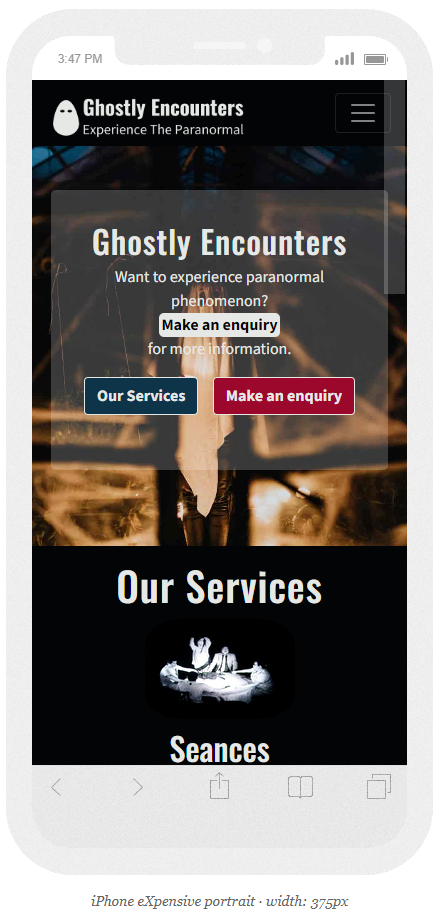 3:47 PM
Ghostly Encounters
Experience The Paranormal
Ghostly Encounters
Want to experience paranormal
phenomenon?
Make an enquiry
for more information.
Our Services
Make an enquiry
Our Services
Seances
iPhone eXpensive portrait · width: 375px